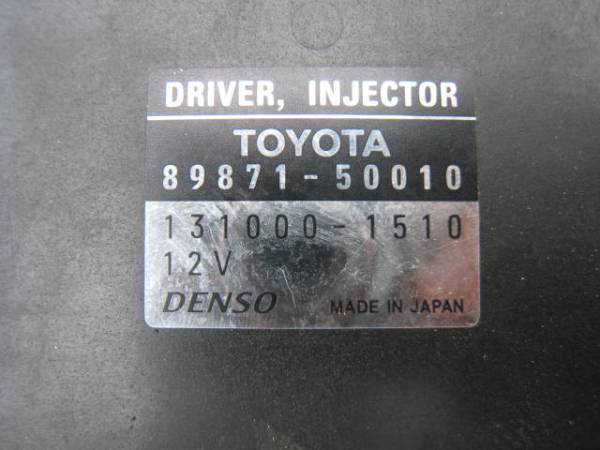 DRIVER, INJECTOR
TOYOTA
89871-50010
131000-1510
12V
DENSO MADE IN JAPAN